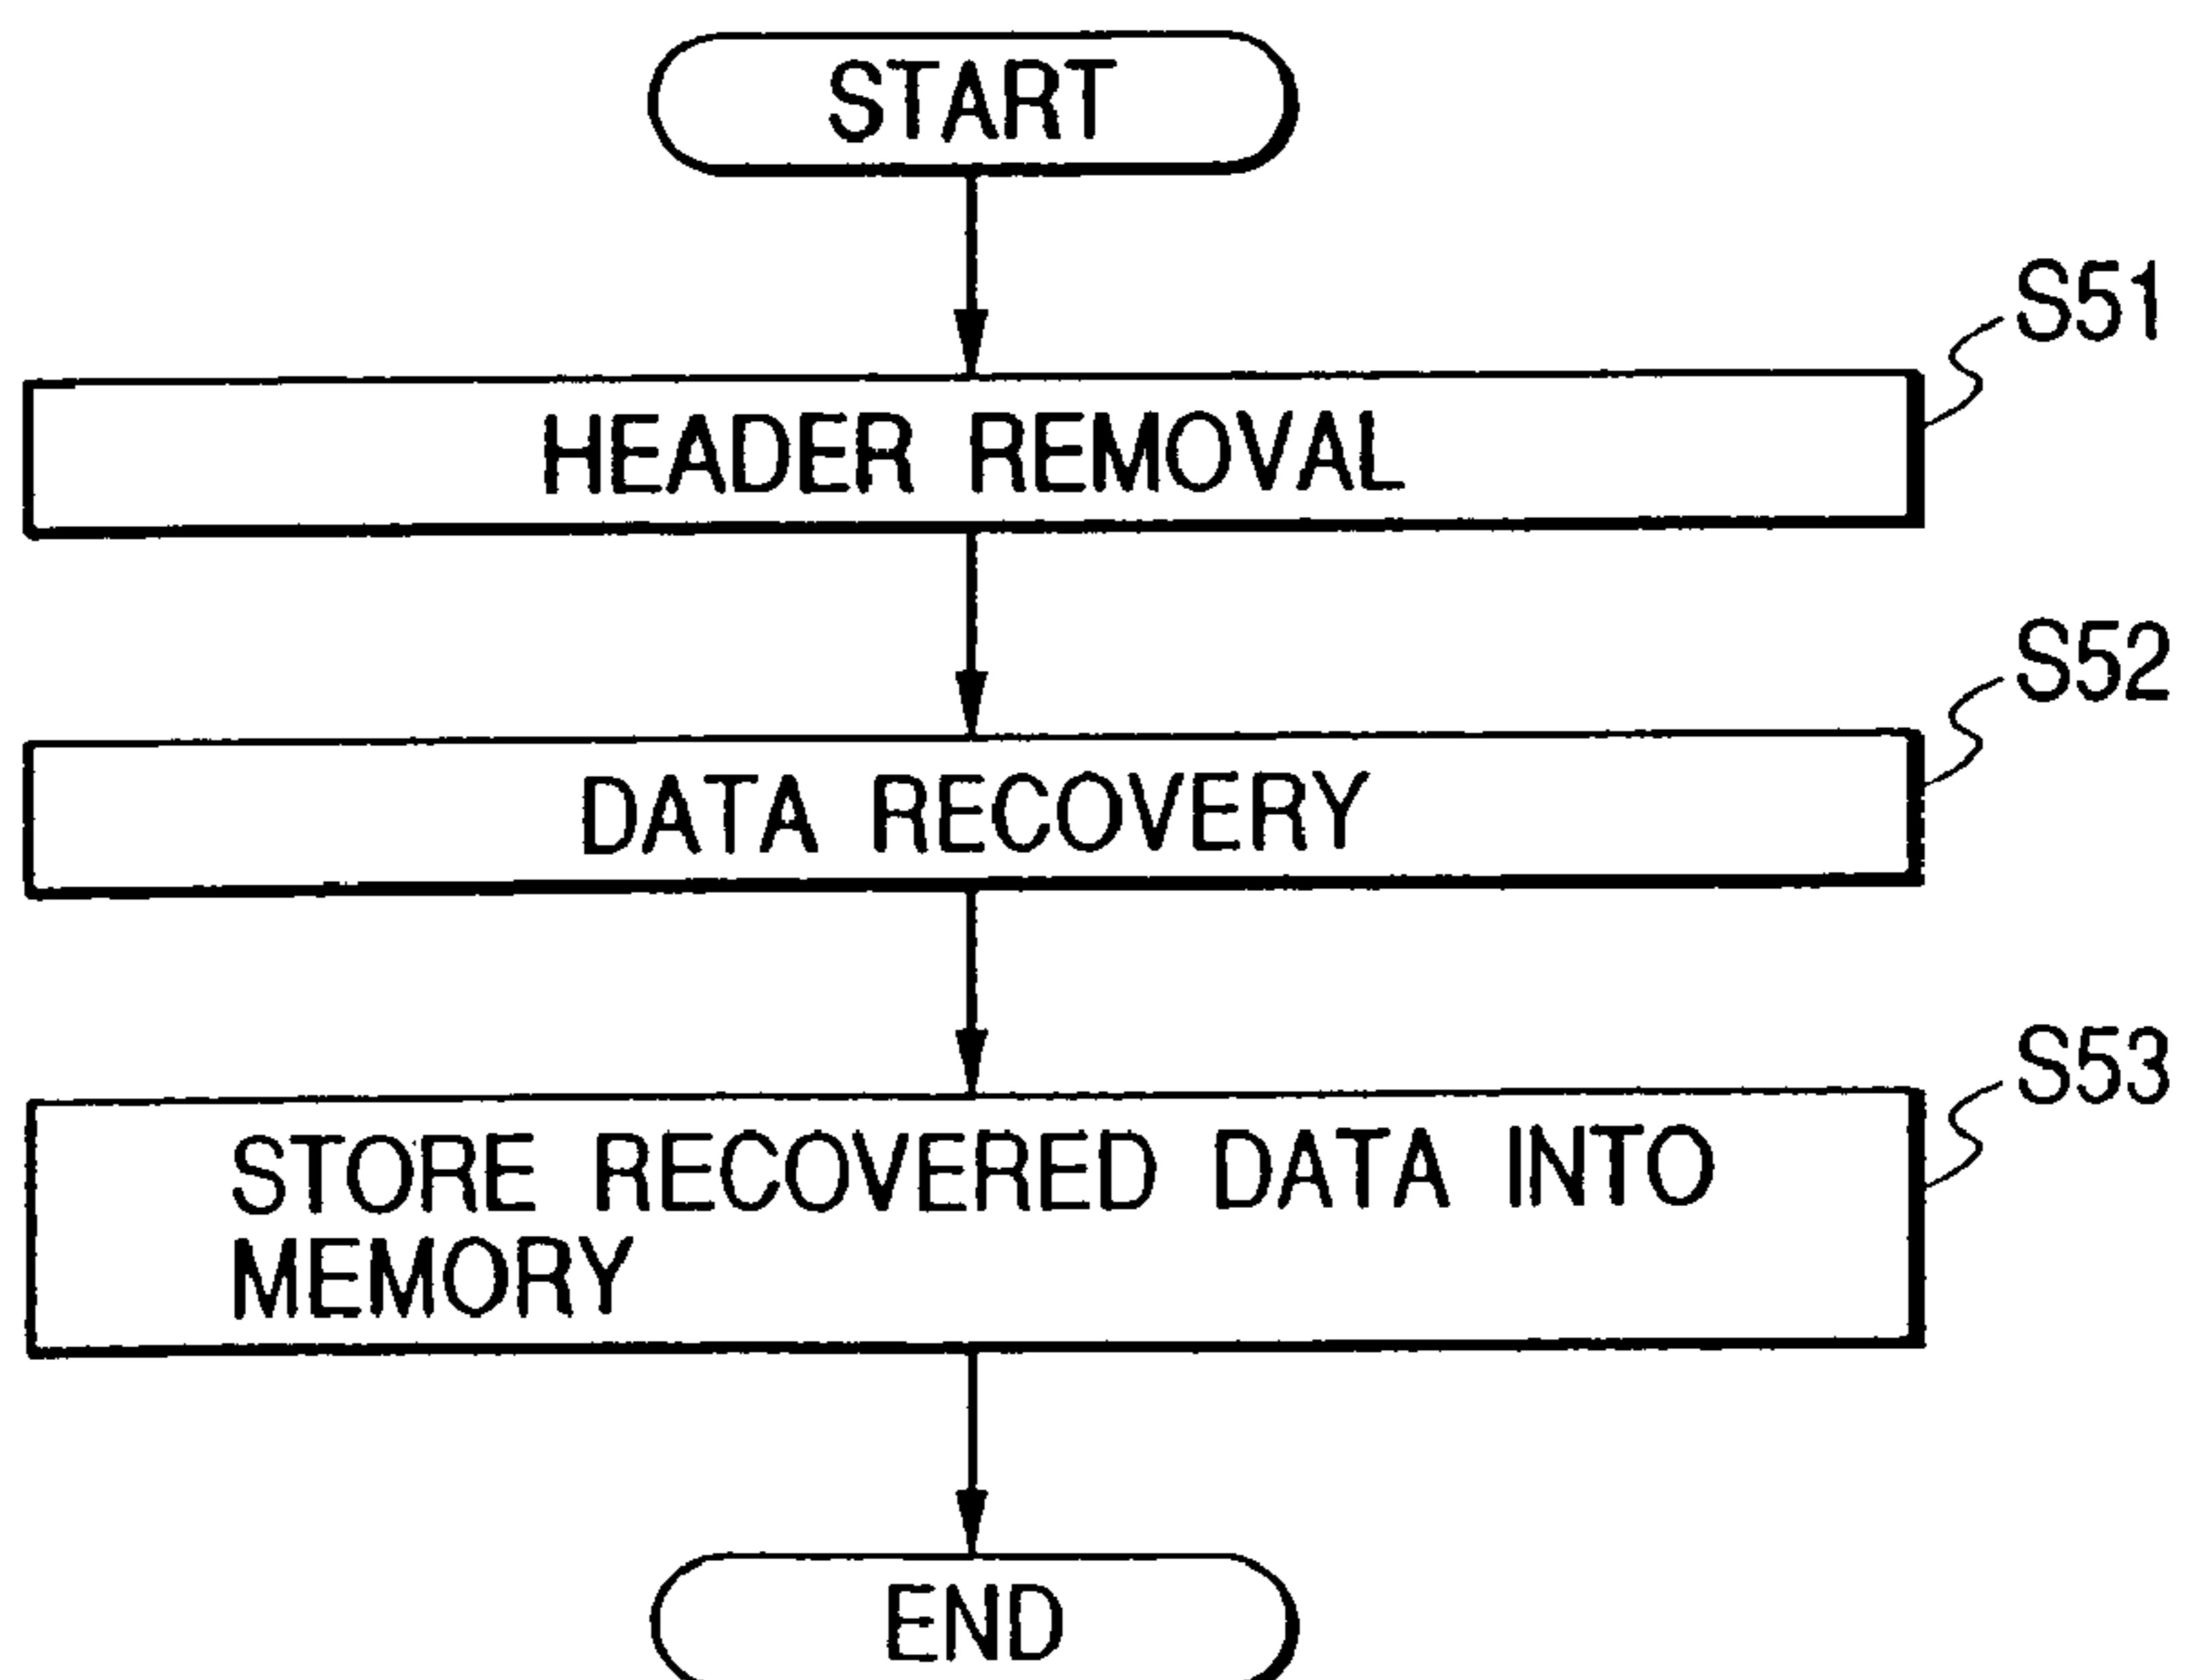 START
S51
HEADER REMOVAL
S52
DATA RECOVERY
S53
STORE RECOVERED DATA INTO
MEMORY
END